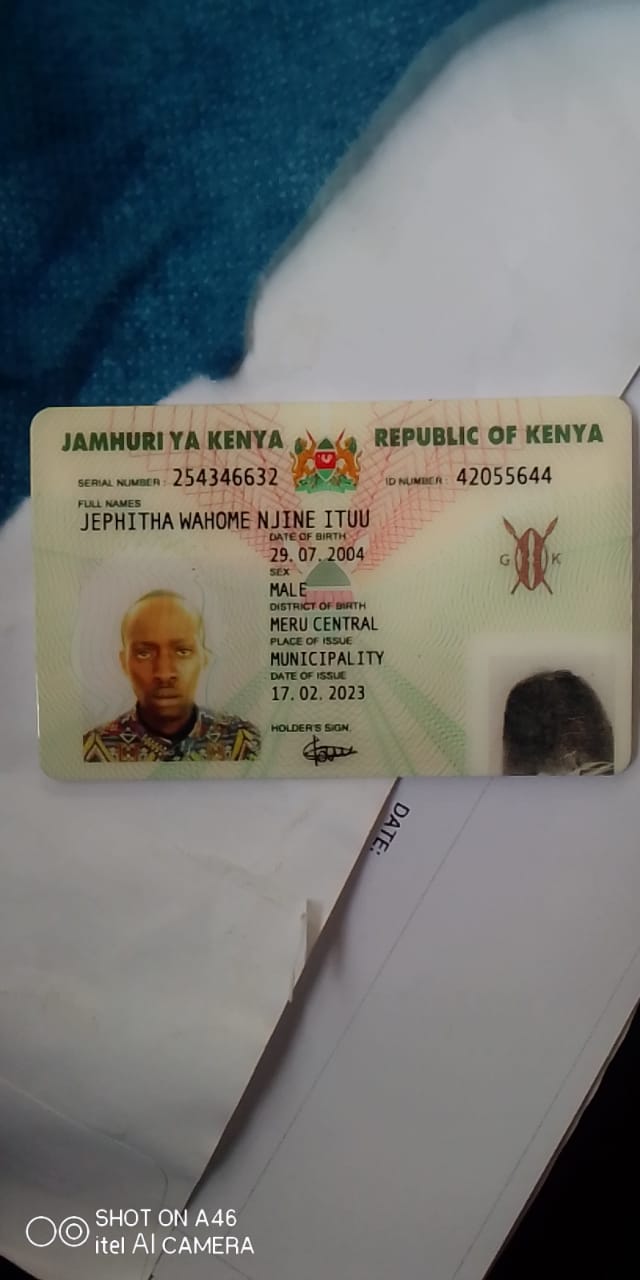 JAMHURI YA KENYA REPUBLIC OF KENYA
SERIAL NUMBER: 254346632 ID NUMBER: 42055644
FULL NAMES
JEPHITHA WAHOME NJINE ITUU
DATE OF BIRTH
29. 07. 2004
SEX
MALE
DISTRICT OF BIRTH
MERU CENTRAL
PLACE OF ISSUE
MUNICIPALITY
DATE OF ISSUE
17. 02. 2023
HOLDER'S SIGN.
G K
DATE:
SHOT ON A46
itel AI CAMERA